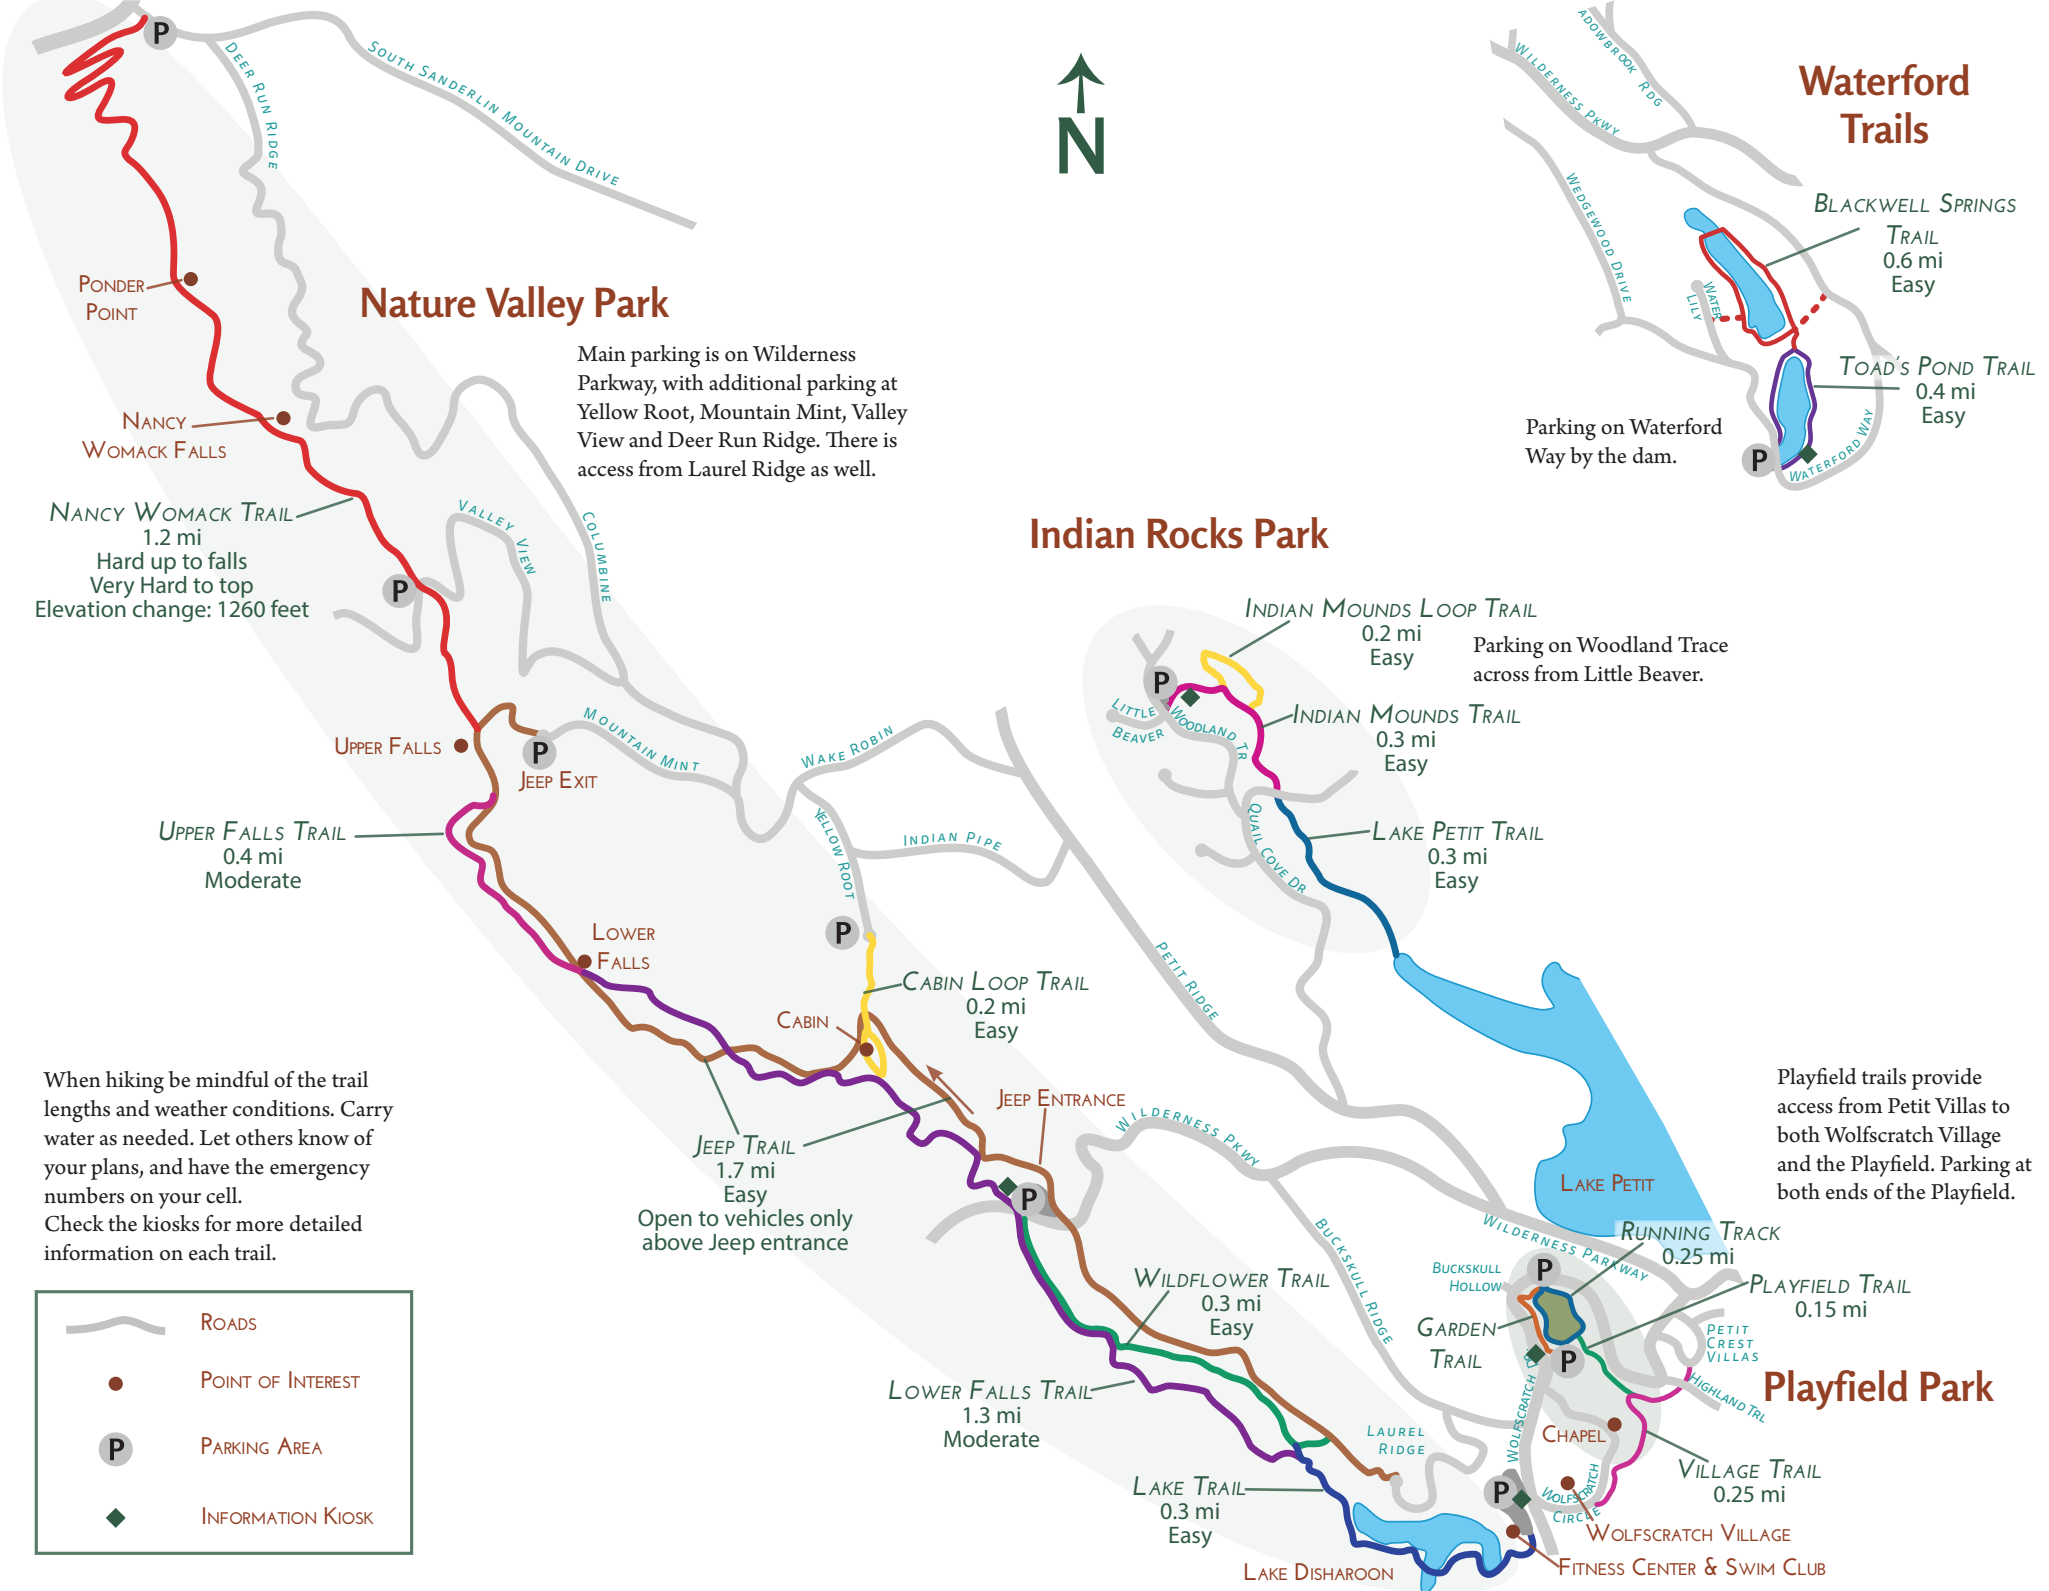 P
DEER RUN RIDGE
SOUTH SANDERLIN MOUNTAIN DRIVE
N
WILDERNESS PKWY
ADOWBROOK RDG
Waterford
Trails
WEDGEWOOD DRIVE
BLACKWELL SPRINGS
TRAIL
0.6 mi
Easy
WATER
LILY
TOAD'S POND TRAIL
0.4 mi
Easy
Parking on Waterford
Way by the dam.
P
WATERFORD WAY
PONDER
POINT
Nature Valley Park
Main parking is on Wilderness
Parkway, with additional parking at
Yellow Root, Mountain Mint, Valley
View and Deer Run Ridge. There is
access from Laurel Ridge as well.
NANCY
WOMACK FALLS
NANCY WOMACK TRAIL
1.2 mi
Hard up to falls
Very Hard to top
Elevation change: 1260 feet
VALLEY VIEW
COLUMBINE
P
Indian Rocks Park
INDIAN MOUNDS LOOP TRAIL
0.2 mi
Easy
Parking on Woodland Trace
across from Little Beaver.
P
LITTLE
BEAVER
WOODLAND TR
INDIAN MOUNDS TRAIL
0.3 mi
Easy
QUAIL COVE DR
LAKE PETIT TRAIL
0.3 mi
Easy
UPPER FALLS
P
JEEP EXIT
MOUNTAIN MINT
WAKE ROBIN
YELLOW ROOT
INDIAN PIPE
UPPER FALLS TRAIL
0.4 mi
Moderate
LOWER
FALLS
P
PETIT RIDGE
CABIN LOOP TRAIL
0.2 mi
Easy
CABIN
JEEP ENTRANCE
WILDERNESS PKWY
JEEP TRAIL
1.7 mi
Easy
Open to vehicles only
above Jeep entrance
P
When hiking be mindful of the trail
lengths and weather conditions. Carry
water as needed. Let others know of
your plans, and have the emergency
numbers on your cell.
Check the kiosks for more detailed
information on each trail.
Playfield trails provide
access from Petit Villas to
both Wolfscratch Village
and the Playfield. Parking at
both ends of the Playfield.
LAKE PETIT
BUCKSKULL RIDGE
WILDERNESS PARKWAY
RUNNING TRACK
0.25 mi
BUCKSKULL
HOLLOW
P
PLAYFIELD TRAIL
0.15 mi
GARDEN
TRAIL
P
PETIT
CREST
VILLAS
HIGHLAND TRL
Playfield Park
WILDFLOWER TRAIL
0.3 mi
Easy
LOWER FALLS TRAIL
1.3 mi
Moderate
LAUREL
RIDGE
WOLFSCRATCH DR.
CHAPEL
VILLAGE TRAIL
0.25 mi
LAKE TRAIL
0.3 mi
Easy
P
WOLFSCRATCH
CIRCLE
WOLFSCRATCH VILLAGE
FITNESS CENTER & SWIM CLUB
LAKE DISHAROON
ROADS
POINT OF INTEREST
P
PARKING AREA
INFORMATION KIOSK